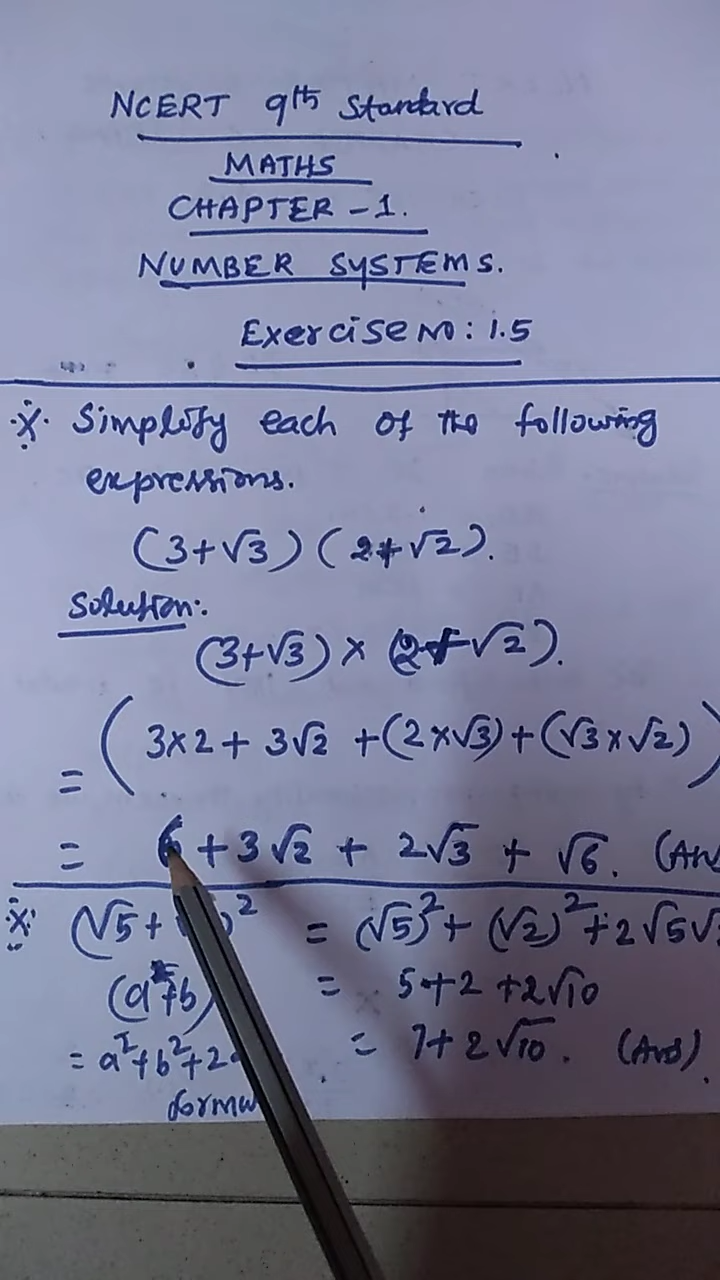 NCERT 9th Standard
MATHS
CHAPTER - 1.
NUMBER SYSTEMS.
Exercise NO: 1.5
Simplify each of the following
expressions.
(3+√3) (2+√2).
Solution:
(3+√3) × (2+√2).
= (3×2 + 3√2 + (2×√3) + (√3×√2)
= 6 + 3√2 + 2√3 + √6. (An
(√5 + )² = (√5)² + (√2)² + 2√5√
(a+b) = 5+2+2√10
= a²+b²+2 = 7+2√10. (Ans).